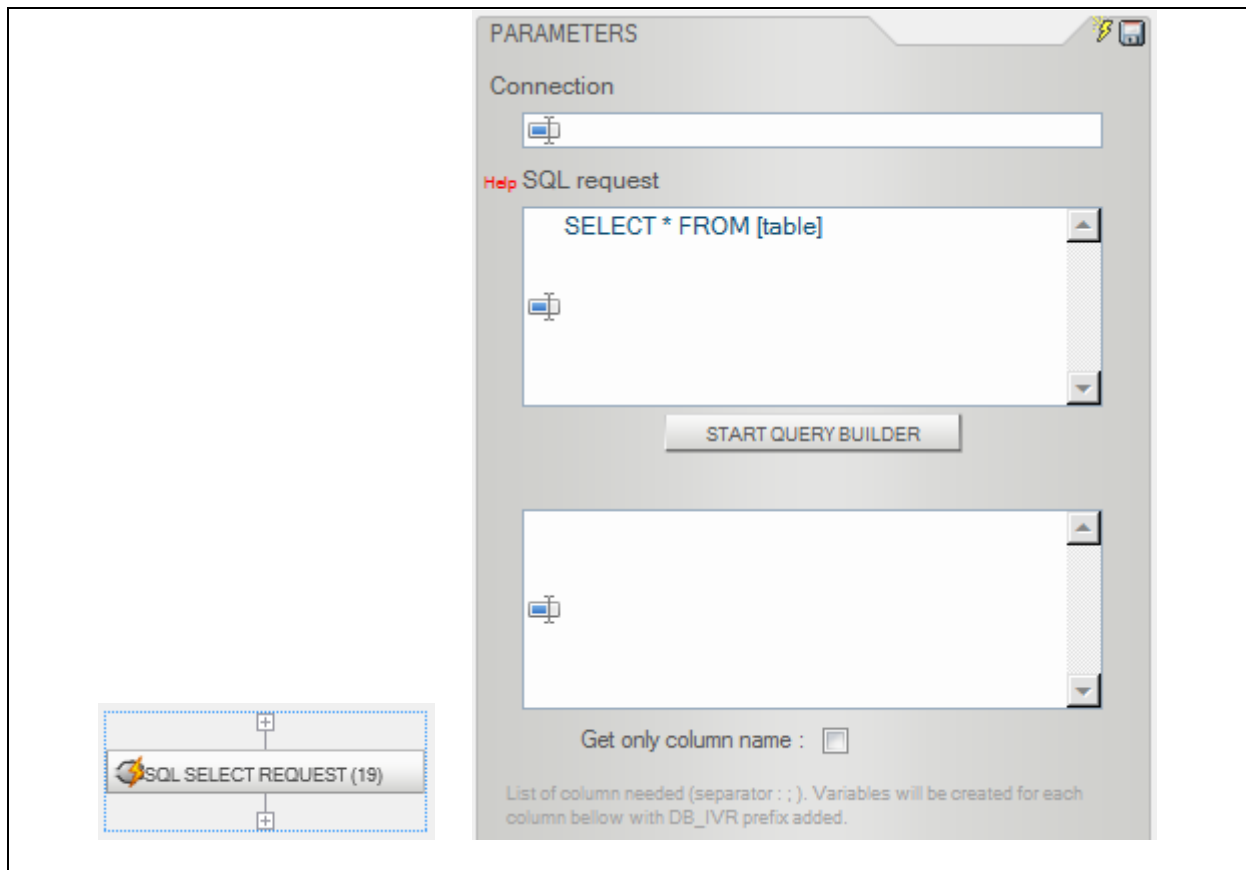 PARAMETERS
Connection
Help SQL request
SELECT * FROM [table]
START QUERY BUILDER
Get only column name :
SQL SELECT REQUEST (19)
List of column needed (separator : ; ). Variables will be created for each
column bellow with DB_IVR prefix added.